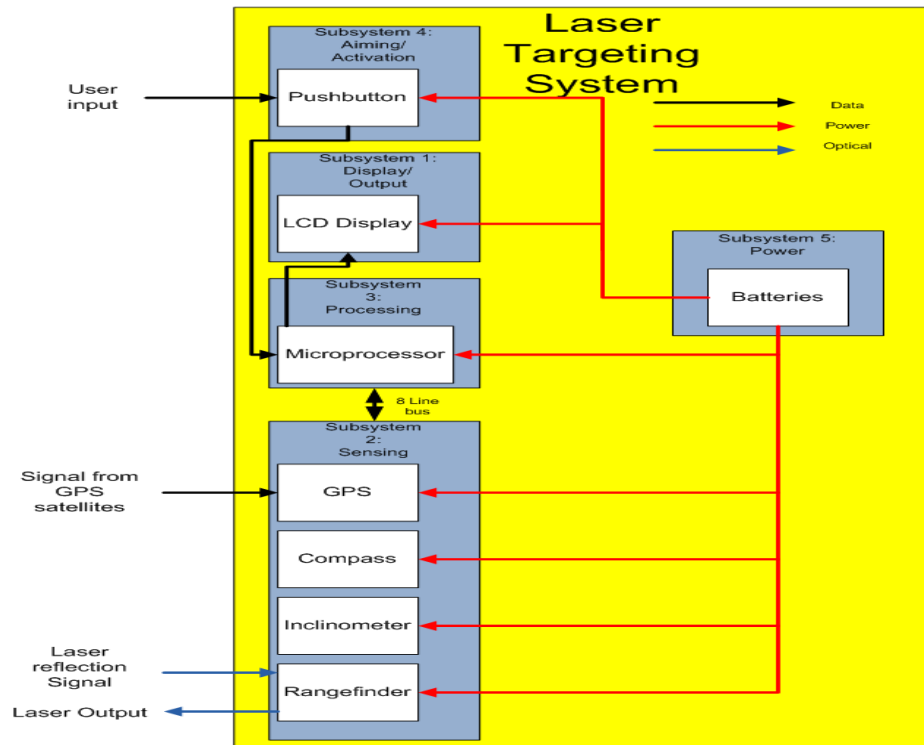 Laser
Targeting
System
Subsystem 4:
Aiming/
Activation
User
input
Pushbutton
Data
Power
Optical
Subsystem 1:
Display/
Output
LCD Display
Subsystem 5:
Power
Batteries
Subsystem
3:
Processing
Microprocessor
8 Line
bus
Subsystem
2:
Sensing
Signal from
GPS
satellites
GPS
Compass
Inclinometer
Laser
reflection
Signal
Rangefinder
Laser Output